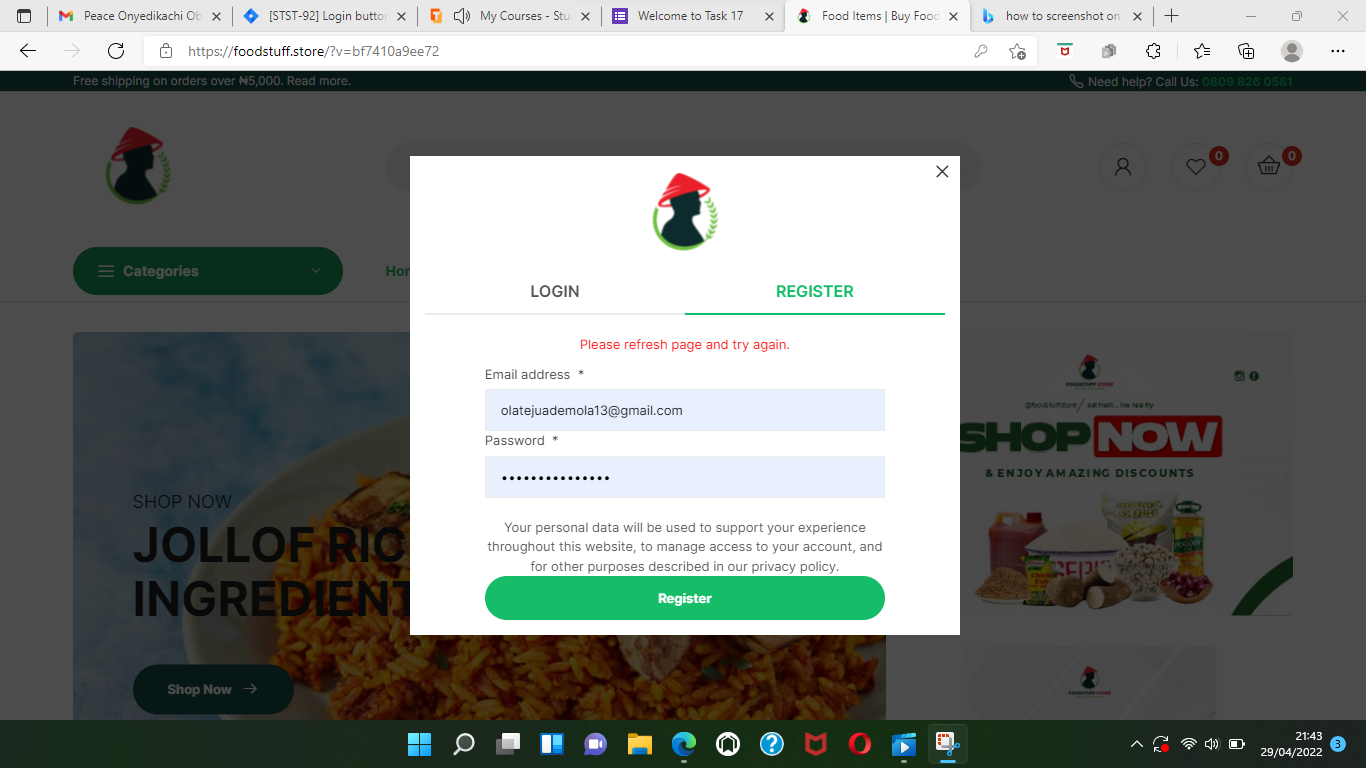 Peace Onyedikachi Ob
[STST-92] Login button
My Courses - Stu
Welcome to Task 17
Food Items | Buy Food
how to screenshot on
https://foodstuff.store/?v=bf7410a9ee72
Free shipping on orders over ₦5,000. Read more.
Need help? Call Us: 0809 826 0581
0
0
Categories
Hor
LOGIN
REGISTER
Please refresh page and try again.
Email address *
olatejuademola13@gmail.com
Password *
•••••••••••••••
Your personal data will be used to support your experience
throughout this website, to manage access to your account, and
for other purposes described in our privacy policy.
Register
SHOP NOW
JOLLOF RIC
INGREDIENT
Shop Now
FOODSTUFF STORE
@foodstuffstore / eat fresh... live healthy
SHOP NOW
& ENJOY AMAZING DISCOUNTS
FOODSTUFF STORE
21:43
29/04/2022
3